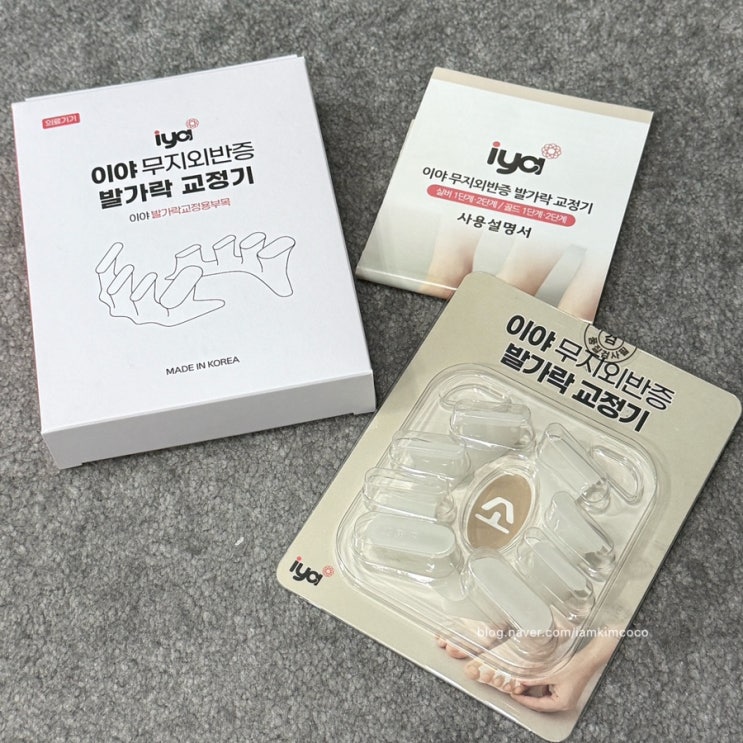 의료기기
iya
이야 무지외반증
발가락 교정기
이야 발가락교정용부목
MADE IN KOREA
iya
이야 무지외반증 발가락 교정기
실버 1단계·2단계 / 골드 1단계·2단계
사용설명서
이야 무지외반증
발가락 교정기
소
iya
blog.naver.com/iamkimcoco